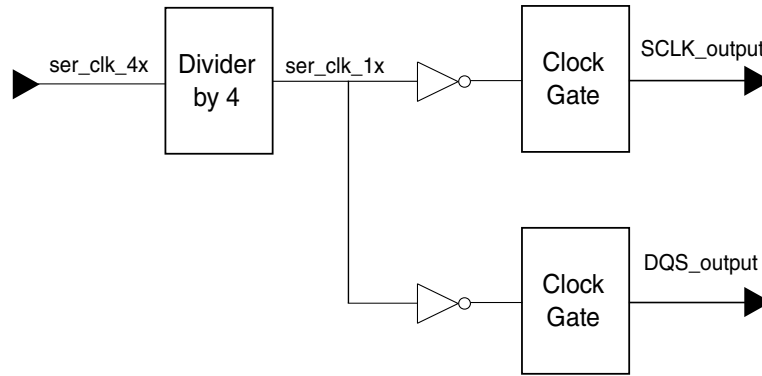 ser_clk_4x
Divider
by 4
ser_clk_1x
Clock
Gate
SCLK_output
Clock
Gate
DQS_output